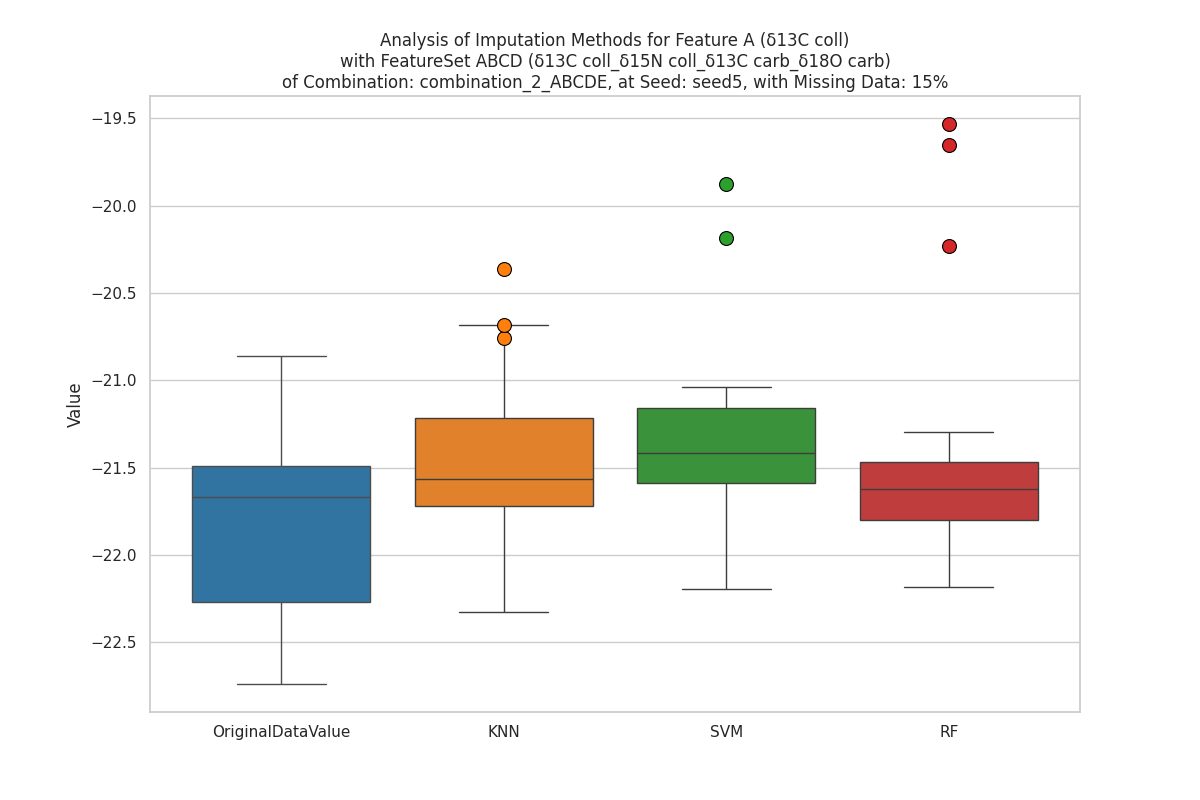 Analysis of Imputation Methods for Feature A (δ13C coll)
with FeatureSet ABCD (δ13C coll_δ15N coll_δ13C carb_δ18O carb)
of Combination: combination_2_ABCDE, at Seed: seed5, with Missing Data: 15%
−19.5
−20.0
−20.5
−21.0
−21.5
−22.0
−22.5
Value
OriginalDataValue
KNN
SVM
RF